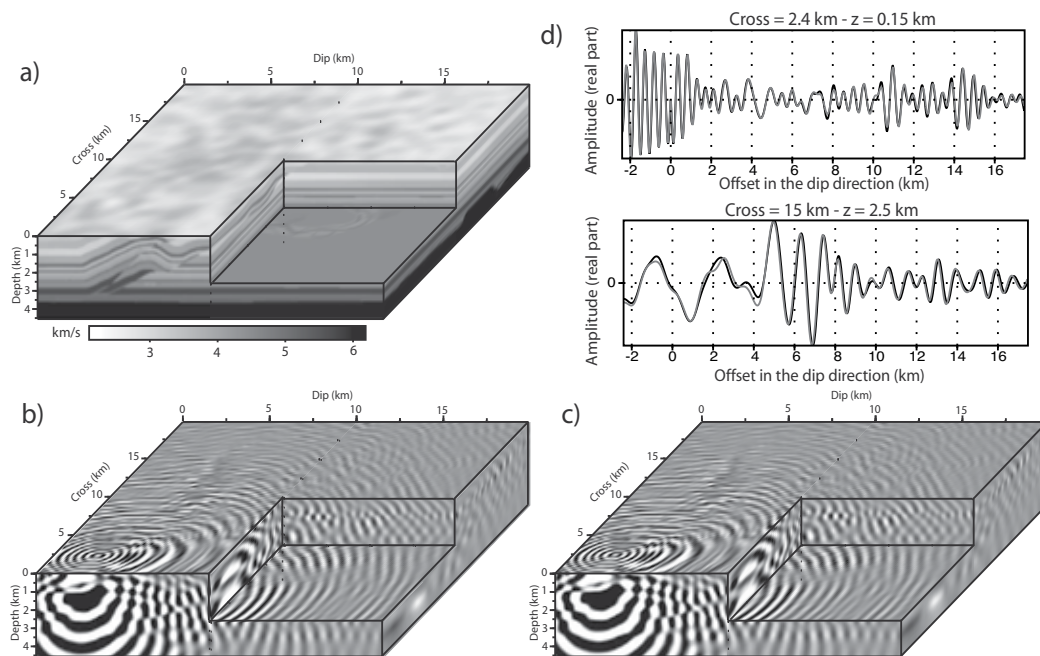 a)
Dip (km)
0 5 10 15
Cross (km)
15
10
5
0
Depth (km)
0
1
2
3
4
km/s
3 4 5 6
d)
Cross = 2.4 km - z = 0.15 km
Amplitude (real part)
0
-2 0 2 4 6 8 10 12 14 16
Offset in the dip direction (km)
Cross = 15 km - z = 2.5 km
Amplitude (real part)
0
-2 0 2 4 6 8 10 12 14 16
Offset in the dip direction (km)
b)
Dip (km)
0 5 10 15
Cross (km)
15
10
5
0
Depth (km)
1
2
3
4
c)
Dip (km)
0 5 10 15
Cross (km)
15
10
5
0
Depth (km)
1
2
3
4